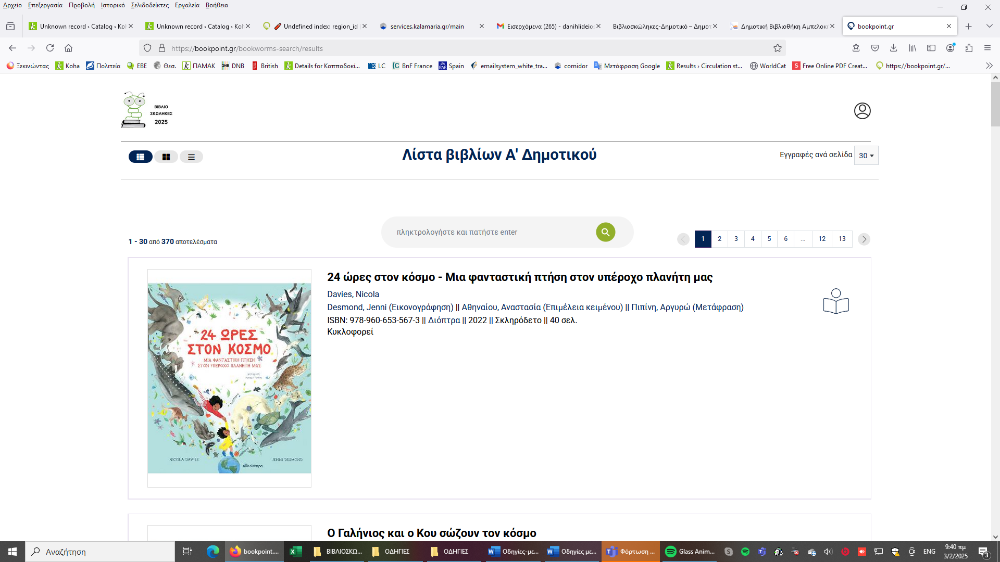 Αρχείο Επεξεργασία Προβολή Ιστορικό Σελιδοδείκτες Εργαλεία Βοήθεια
Unknown record › Catalog › Koh
Unknown record › Catalog › Koh
Undefined index: region_id
services.kalamaria.gr/main
Εισερχόμενα (265) - danihlideio
Βιβλιοσκώληκες-Δημοτικό – Δημοτ
Δημοτική Βιβλιοθήκη Αμπελοκ
bookpoint.gr
https://bookpoint.gr/bookworms-search/results
Ξεκινώντας
Koha
Πολιτεία
ΕΒΕ
Θεσ.
ΠΑΜΑΚ
DNB
British
Details for Καππαδοκί...
LC
BnF France
Spain
emailsystem_white_tra...
comidor
Μετάφραση Google
Results › Circulation st...
WorldCat
Free Online PDF Creat...
https://bookpoint.gr/...
ΒΙΒΛΙΟ
ΣΚΩΛΗΚΕΣ
2025
Λίστα βιβλίων Α' Δημοτικού
Εγγραφές ανά σελίδα 30
πληκτρολογήστε και πατήστε enter
1 - 30 από 370 αποτελέσματα
1 2 3 4 5 6 ... 12 13
24 ώρες στον κόσμο - Μια φανταστική πτήση στον υπέροχο πλανήτη μας
Davies, Nicola
Desmond, Jenni (Εικονογράφηση) || Αθηναίου, Αναστασία (Επιμέλεια κειμένου) || Πιπίνη, Αργυρώ (Μετάφραση)
ISBN: 978-960-653-567-3 || Διόπτρα || 2022 || Σκληρόδετο || 40 σελ.
Κυκλοφορεί
24 ΩΡΕΣ
ΣΤΟΝ ΚΟΣΜΟ
ΜΙΑ ΦΑΝΤΑΣΤΙΚΗ ΠΤΗΣΗ
ΣΤΟΝ ΥΠΕΡΟΧΟ ΠΛΑΝΗΤΗ ΜΑΣ
NICOLA DAVIES
διόπτρα
JENNI DESMOND
Ο Γαλήνιος και ο Κου σώζουν τον κόσμο
Αναζήτηση
bookpoint....
ΒΙΒΛΙΟΣΚΩ...
ΟΔΗΓΙΕΣ
ΟΔΗΓΙΕΣ
Οδηγίες-με...
Οδηγίες με...
Φόρτωση ...
Glass Anim...
ENG
9:40 πμ
3/2/2025
3